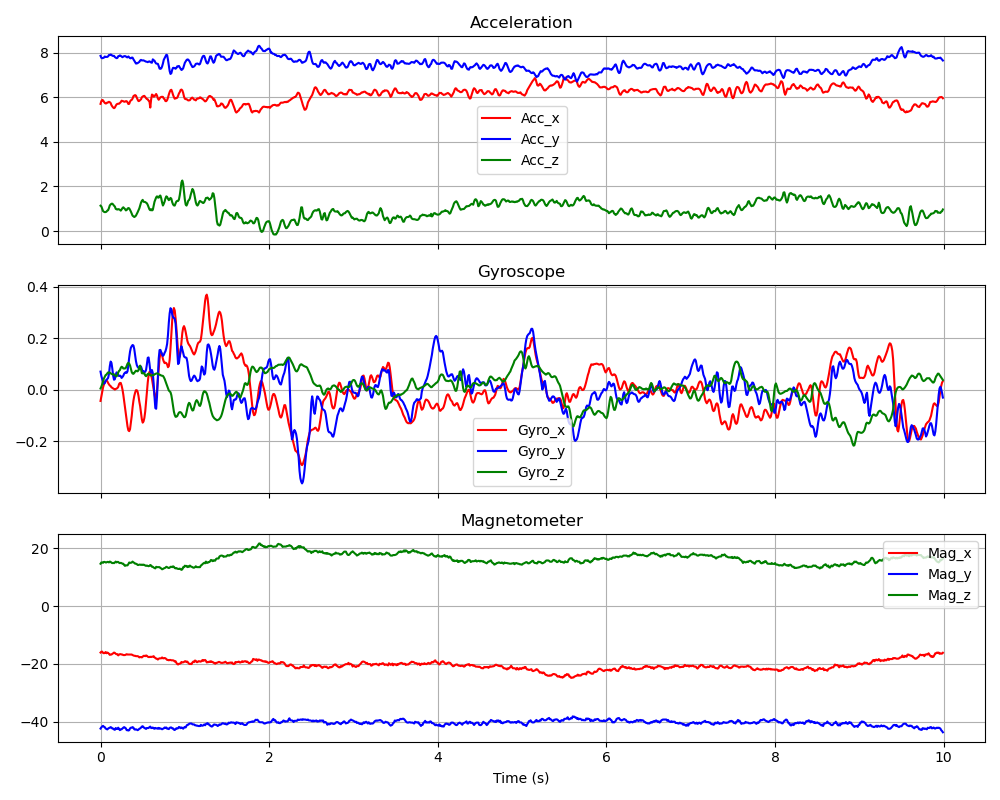 Acceleration
8
6
4
2
0
Acc_x
Acc_y
Acc_z
Gyroscope
0.4
0.2
0.0
−0.2
Gyro_x
Gyro_y
Gyro_z
Magnetometer
20
0
−20
−40
Mag_x
Mag_y
Mag_z
0 2 4 6 8 10
Time (s)